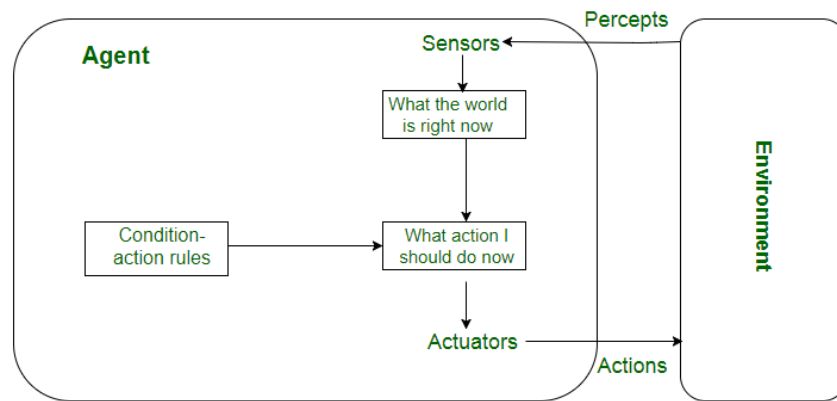 Percepts
Agent
Sensors
What the world
is right now
Environment
Condition-
action rules
What action I
should do now
Actuators
Actions